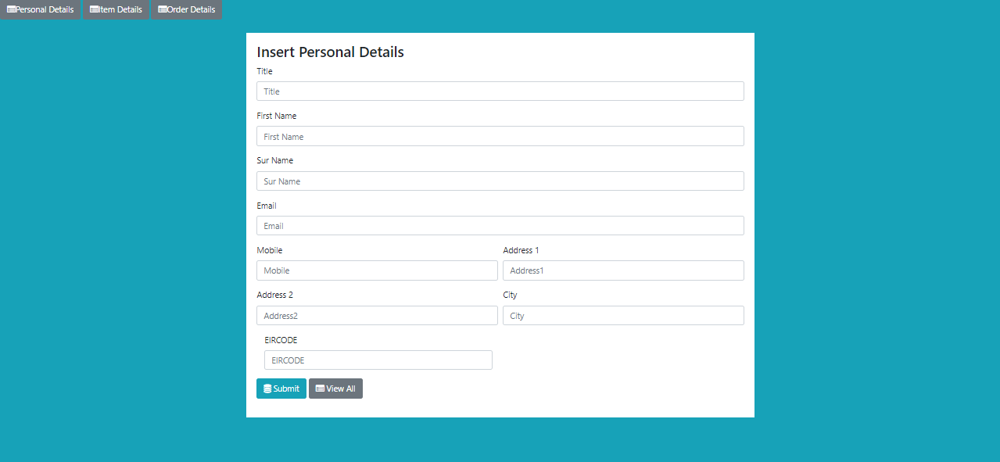 Personal Details Item Details Order Details
Insert Personal Details
Title
Title
First Name
First Name
Sur Name
Sur Name
Email
Email
Mobile Address 1
Mobile Address1
Address 2 City
Address2 City
EIRCODE
EIRCODE
Submit View All